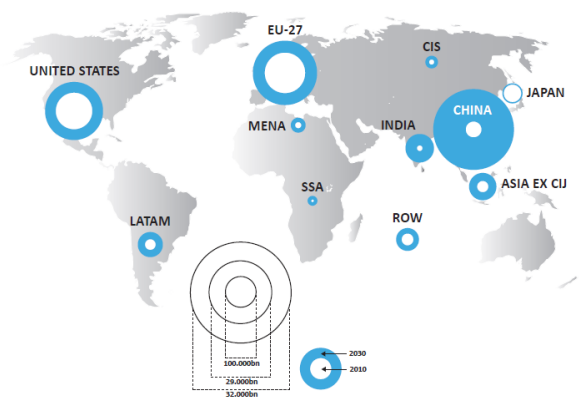 EU-27
CIS
UNITED STATES
JAPAN
CHINA
MENA
INDIA
SSA
ASIA EX CIJ
LATAM
ROW
2030
100.000bn
2010
29.000bn
32.000bn